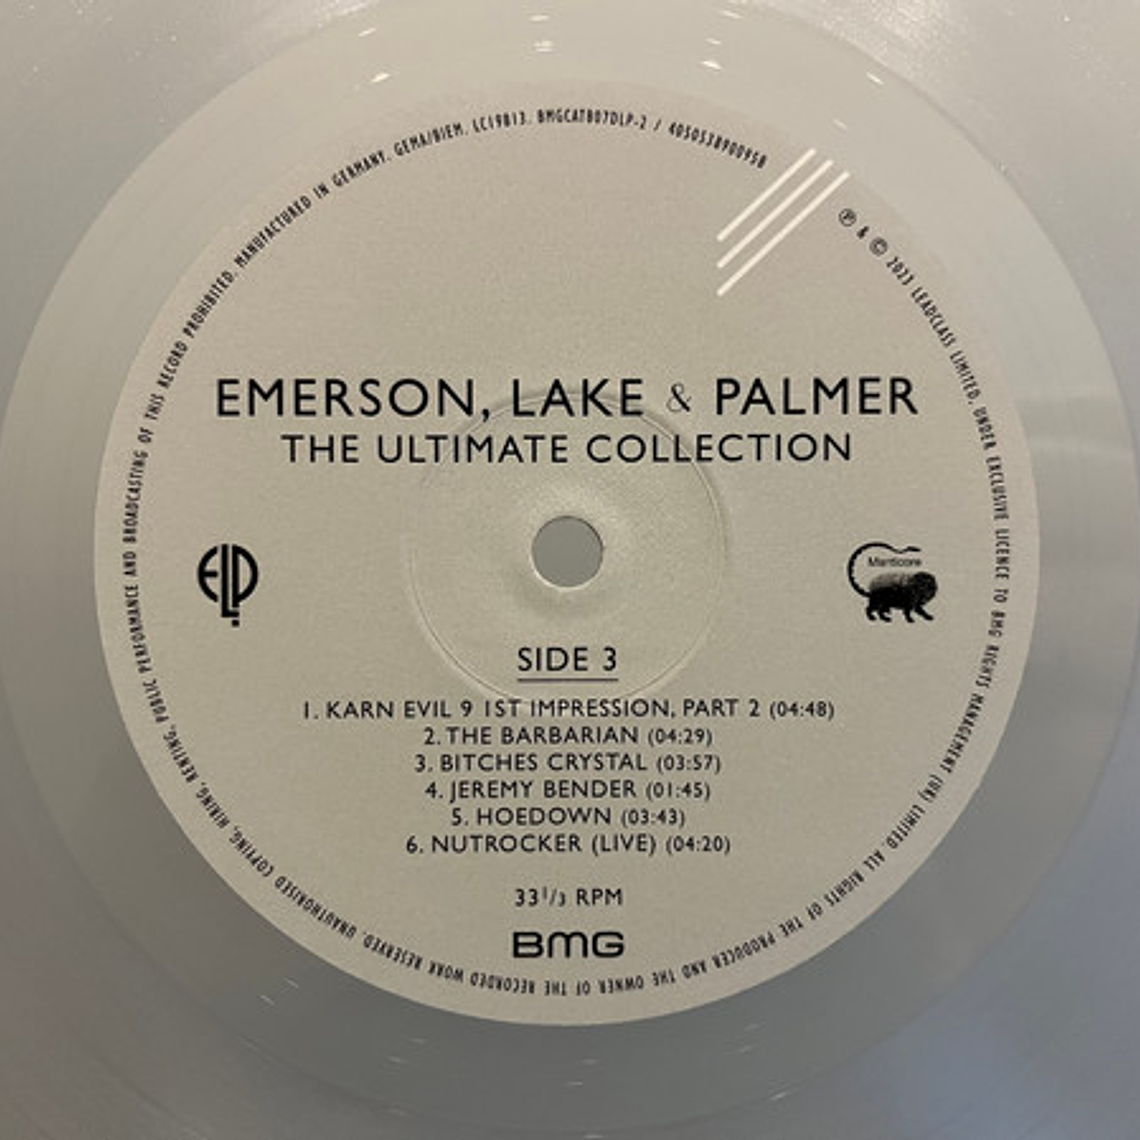 EMERSON, LAKE & PALMER
THE ULTIMATE COLLECTION
ELP
Manticore
SIDE 3
1. KARN EVIL 9 1ST IMPRESSION, PART 2 (04:48)
2. THE BARBARIAN (04:29)
3. BITCHES CRYSTAL (03:57)
4. JEREMY BENDER (01:45)
5. HOEDOWN (03:43)
6. NUTROCKER (LIVE) (04:20)
33 1/3 RPM
BMG
℗ & © 2023 LEADCLASS LIMITED, UNDER EXCLUSIVE LICENCE TO BMG RIGHTS MANAGEMENT (UK) LIMITED. ALL RIGHTS OF THE PRODUCER AND THE OWNER OF THE RECORDED WORK RESERVED. UNAUTHORISED COPYING, HIRING, RENTING, PUBLIC PERFORMANCE AND BROADCASTING OF THIS RECORD PROHIBITED. MANUFACTURED IN GERMANY. GEMA/BIEM. LC19813. BMGCAT807DLP-2 / 4050538900958